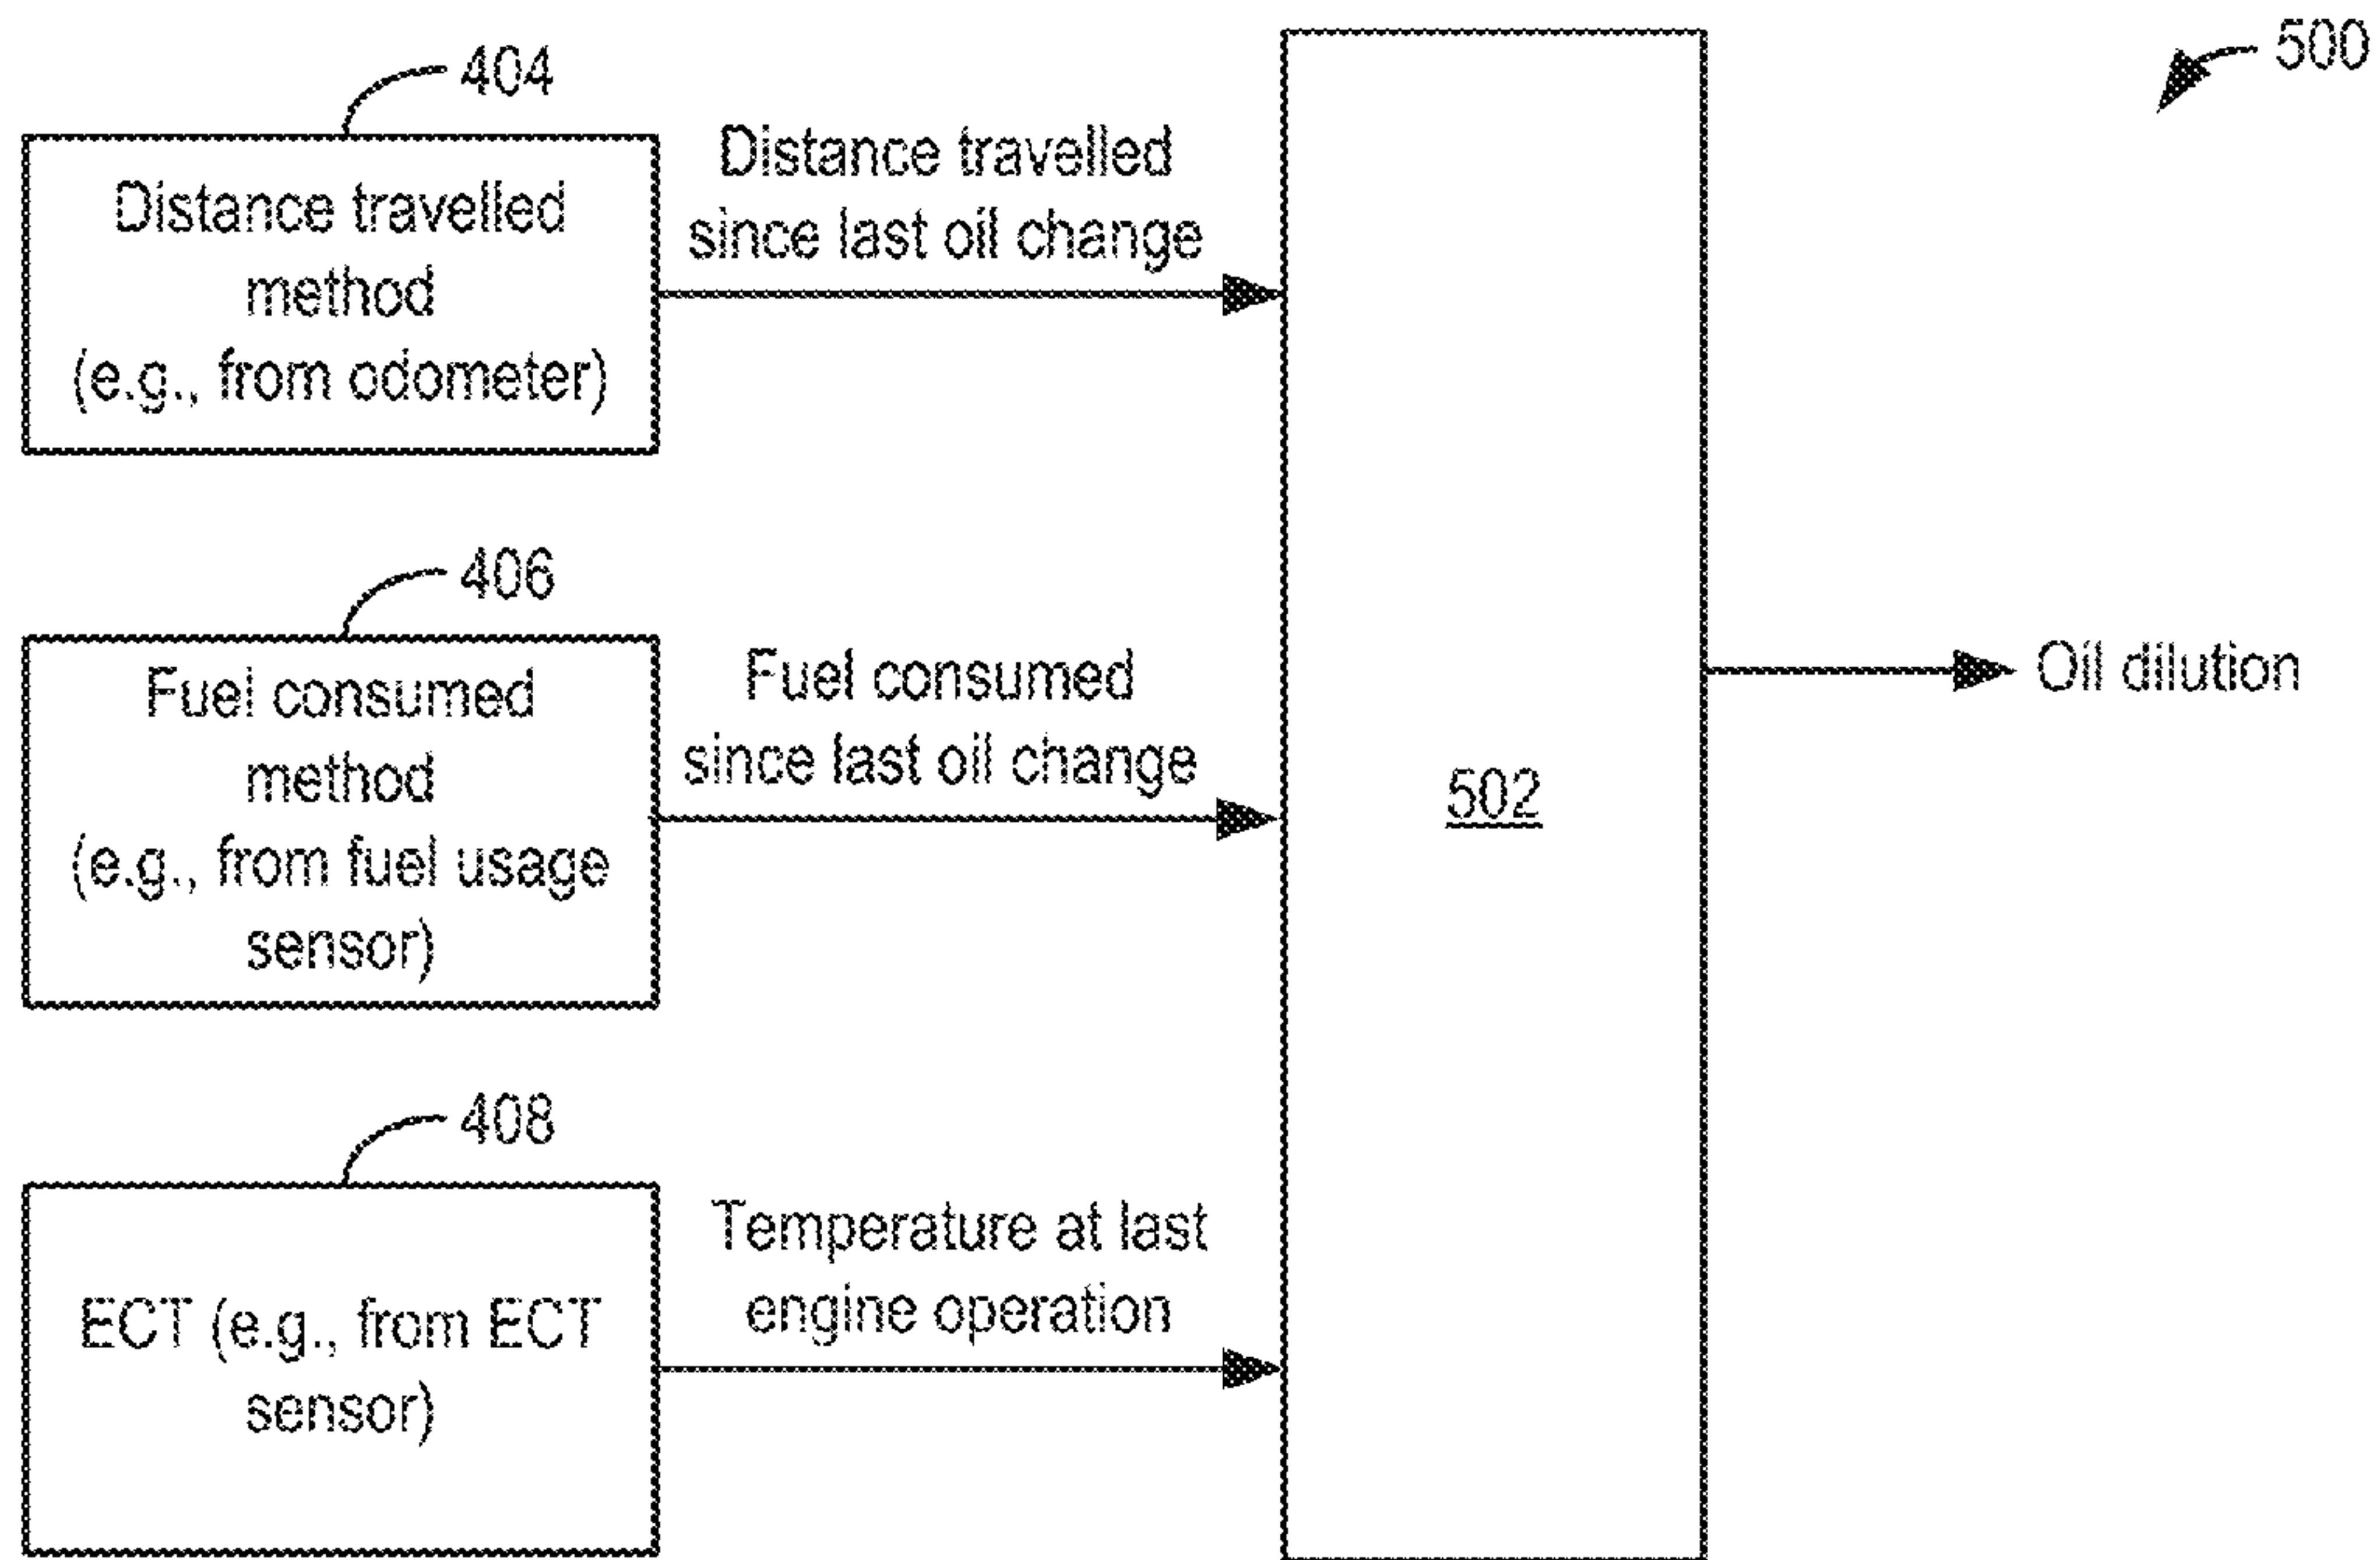 500
404
Distance travelled
method
(e.g., from odometer)
Distance travelled
since last oil change
406
Fuel consumed
method
(e.g., from fuel usage
sensor)
Fuel consumed
since last oil change
502
Oil dilution
408
ECT (e.g., from ECT
sensor)
Temperature at last
engine operation